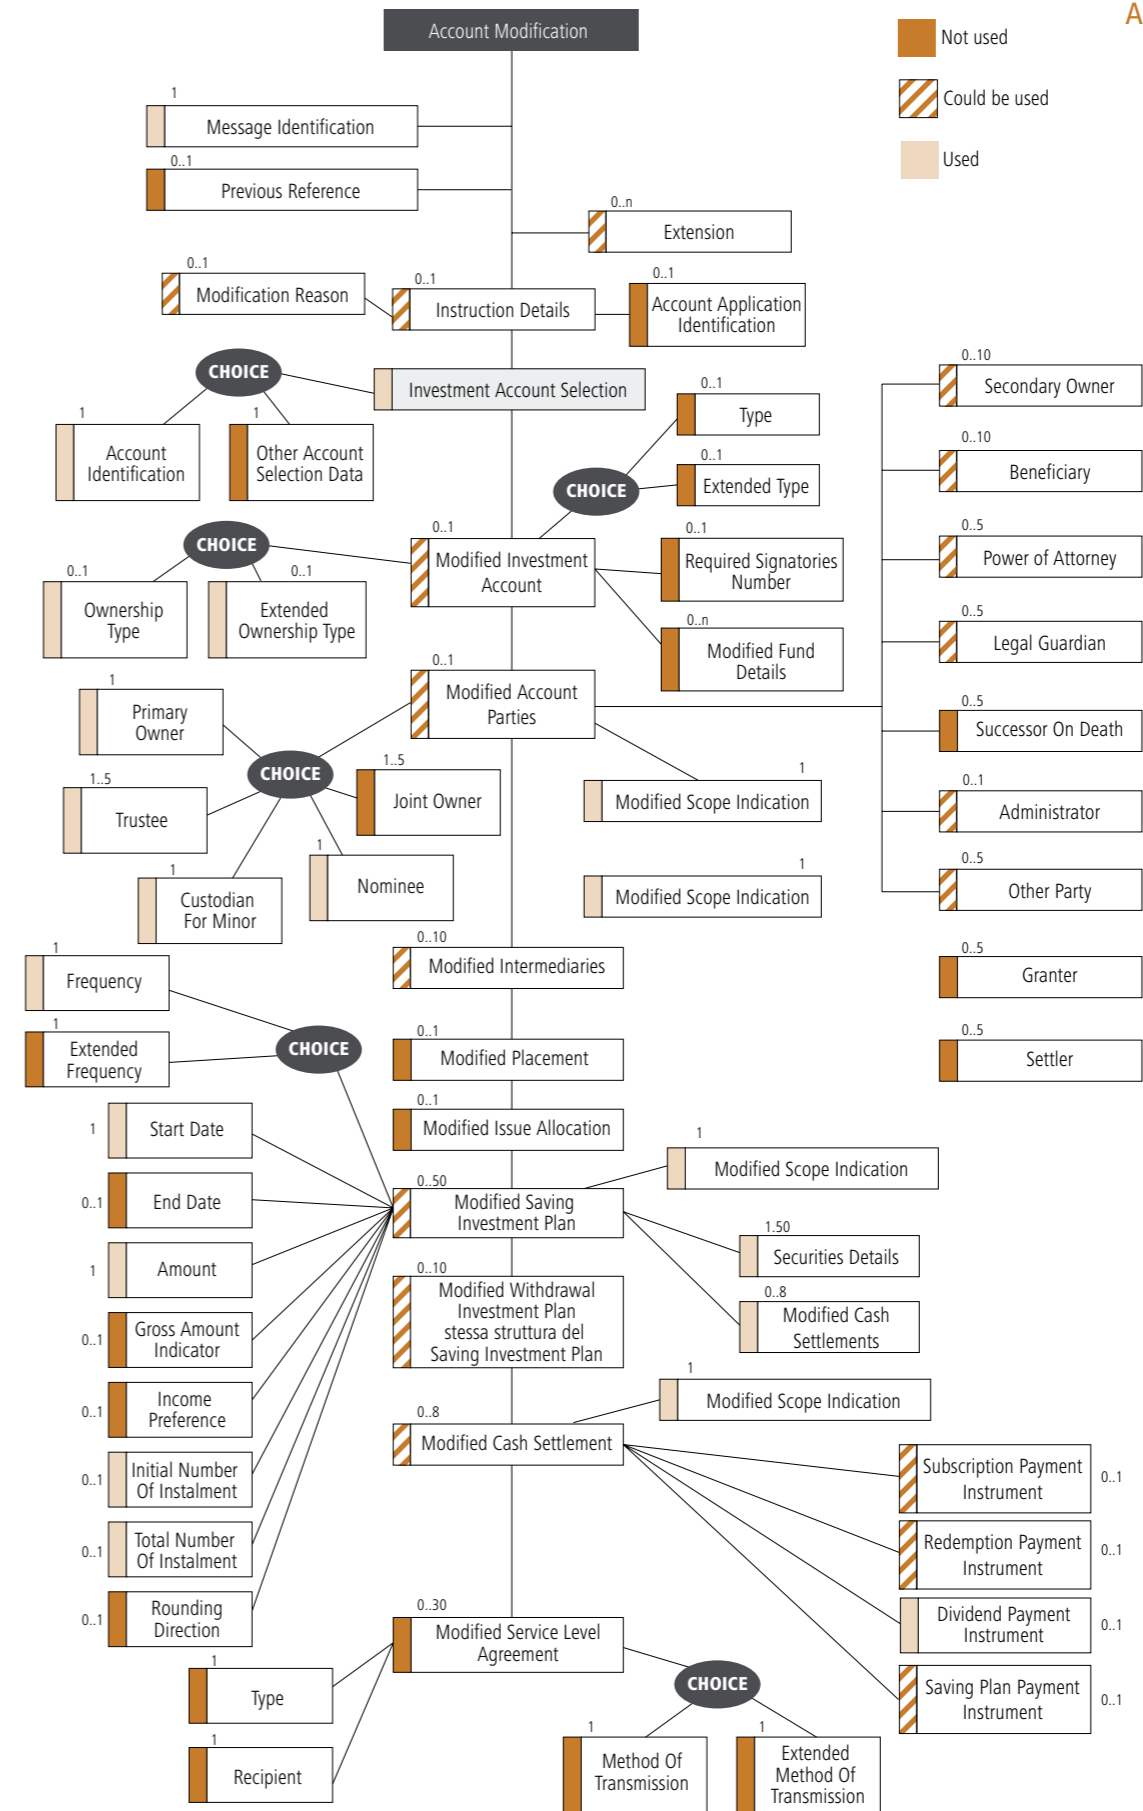 A
Account Modification
Not used
Could be used
Used
1
Message Identification
0..1
Previous Reference
0..n
Extension
0..1
Modification Reason
0..1
Instruction Details
0..1
Account Application
Identification
CHOICE
Investment Account Selection
1
Account
Identification
1
Other Account
Selection Data
0..1
Type
0..1
Extended Type
CHOICE
0..1
Secondary Owner
0..10
Beneficiary
0..10
Power of Attorney
0..5
Legal Guardian
0..5
Successor On Death
0..5
Administrator
0..1
Other Party
0..5
Granter
0..5
Settler
0..5
CHOICE
Modified Investment
Account
0..1
Ownership
Type
0..1
Extended
Ownership Type
0..1
Required Signatories
Number
0..n
Modified Fund
Details
0..1
Modified Account
Parties
1
Primary
Owner
CHOICE
1..5
Trustee
1..5
Joint Owner
1
Custodian
For Minor
1
Nominee
1
Modified Scope Indication
1
Modified Scope Indication
0..10
Modified Intermediaries
1
Frequency
1
Extended
Frequency
CHOICE
0..1
Modified Placement
0..1
Modified Issue Allocation
1
Start Date
0..1
End Date
1
Amount
0..1
Gross Amount
Indicator
0..1
Income
Preference
0..1
Initial Number
Of Instalment
0..1
Total Number
Of Instalment
0..1
Rounding
Direction
0..50
Modified Saving
Investment Plan
1
Modified Scope Indication
1.50
Securities Details
0..8
Modified Cash
Settlements
0..10
Modified Withdrawal
Investment Plan
stessa struttura del
Saving Investment Plan
1
Modified Scope Indication
0..8
Modified Cash Settlement
Subscription Payment
Instrument
0..1
Redemption Payment
Instrument
0..1
Dividend Payment
Instrument
0..1
Saving Plan Payment
Instrument
0..1
0..30
Modified Service Level
Agreement
1
Type
1
Recipient
CHOICE
1
Method Of
Transmission
1
Extended
Method Of
Transmission